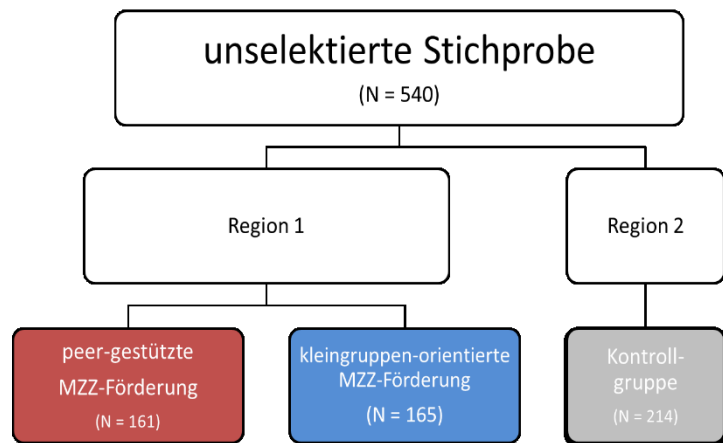 unselektierte Stichprobe
(N = 540)
Region 1
Region 2
peer-gestützte
MZZ-Förderung
(N = 161)
kleingruppen-orientierte
MZZ-Förderung
(N = 165)
Kontroll-
gruppe
(N = 214)